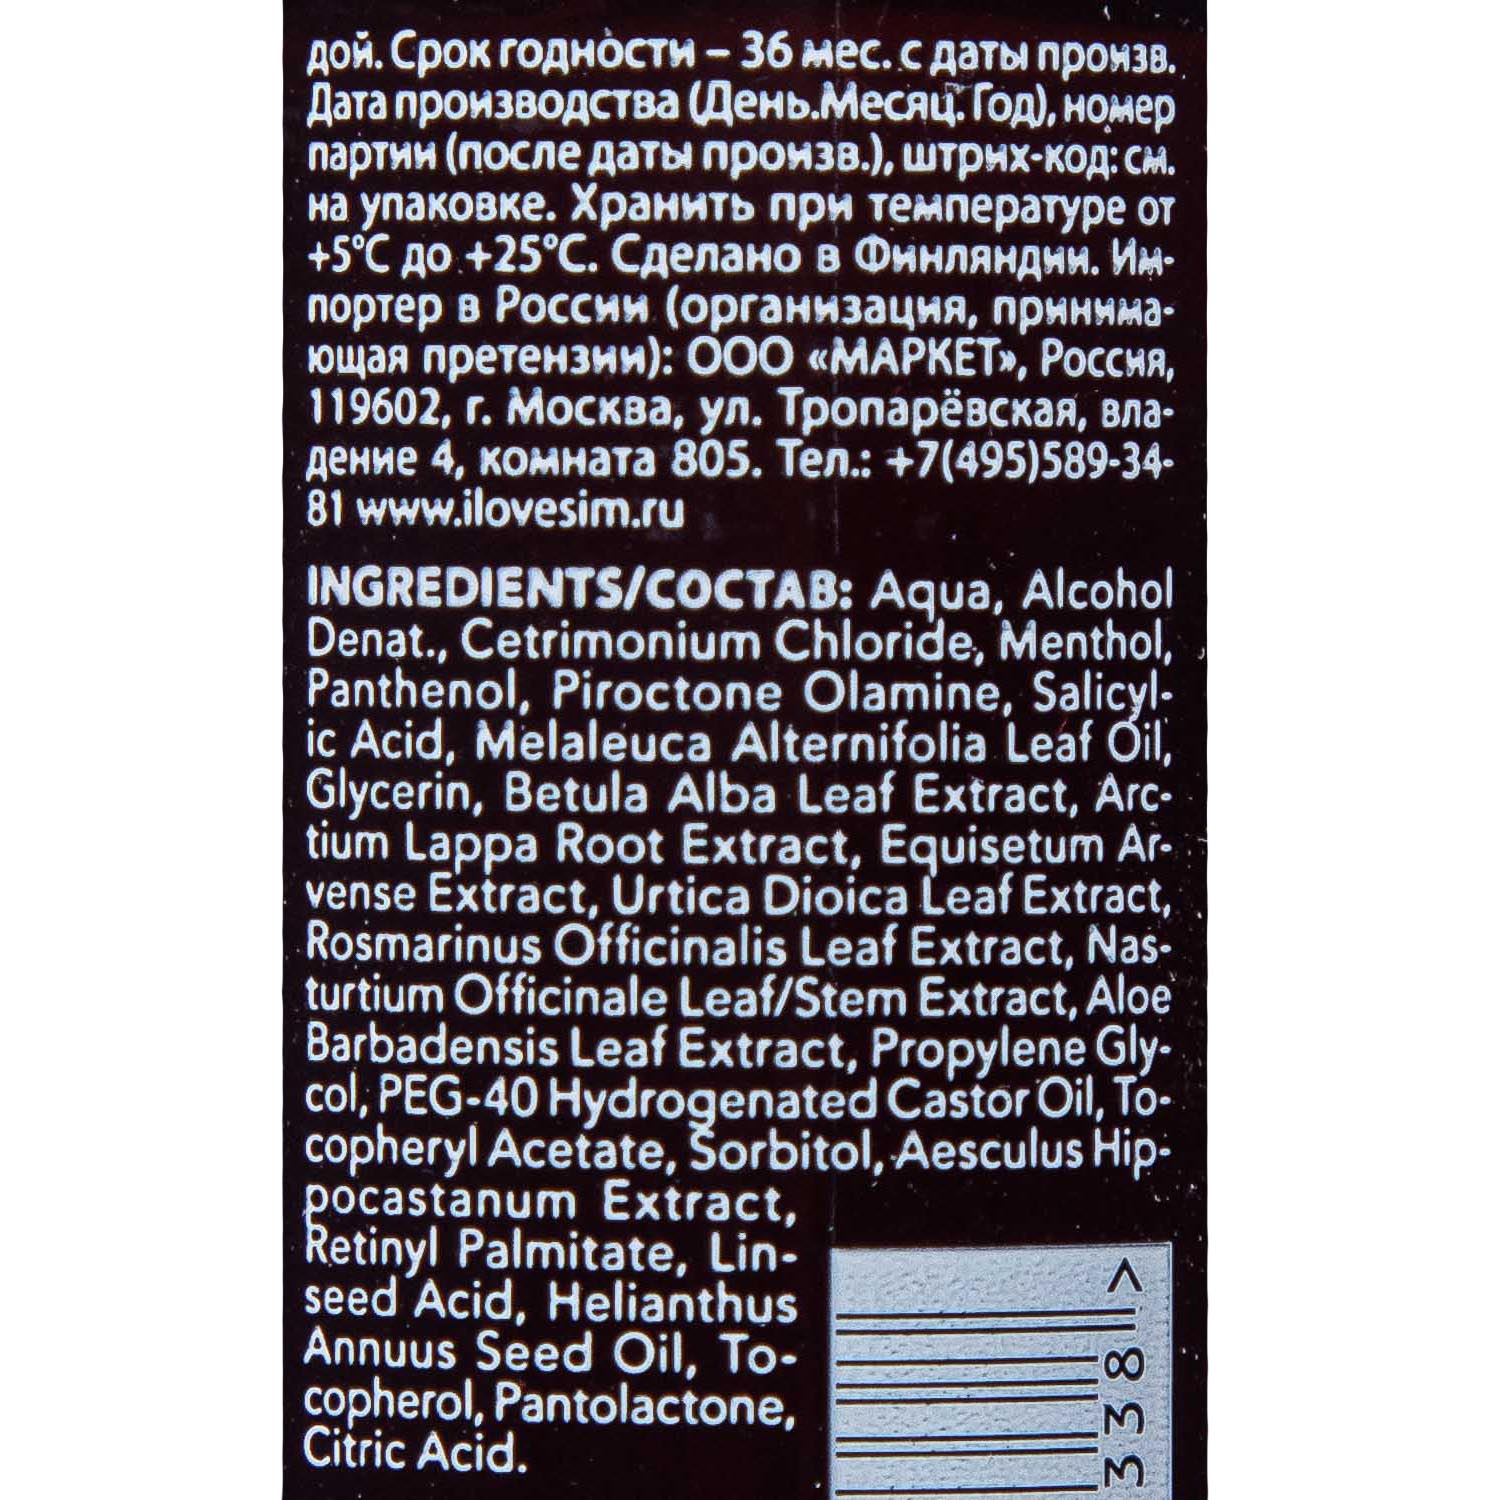 дой. Срок годности – 36 мес. с даты произв.
Дата производства (День.Месяц. Год), номер
партии (после даты произв.), штрих-код: см.
на упаковке. Хранить при температуре от
+5°С до +25°С. Сделано в Финляндии. Им-
портер в России (организация, принима-
ющая претензии): ООО «МАРКЕТ», Россия,
119602, г. Москва, ул. Тропарёвская, вла-
дение 4, комната 805. Тел.: +7(495)589-34-
81 www.ilovesim.ru
INGREDIENTS/СОСТАВ: Aqua, Alcohol
Denat., Cetrimonium Chloride, Menthol,
Panthenol, Piroctone Olamine, Salicyl-
ic Acid, Melaleuca Alternifolia Leaf Oil,
Glycerin, Betula Alba Leaf Extract, Arc-
tium Lappa Root Extract, Equisetum Ar-
vense Extract, Urtica Dioica Leaf Extract,
Rosmarinus Officinalis Leaf Extract, Nas-
turtium Officinale Leaf/Stem Extract, Aloe
Barbadensis Leaf Extract, Propylene Gly-
col, PEG-40 Hydrogenated Castor Oil, To-
copheryl Acetate, Sorbitol, Aesculus Hip-
pocastanum Extract,
Retinyl Palmitate, Lin-
seed Acid, Helianthus
Annuus Seed Oil, To-
copherol, Pantolactone,
Citric Acid.
338 >